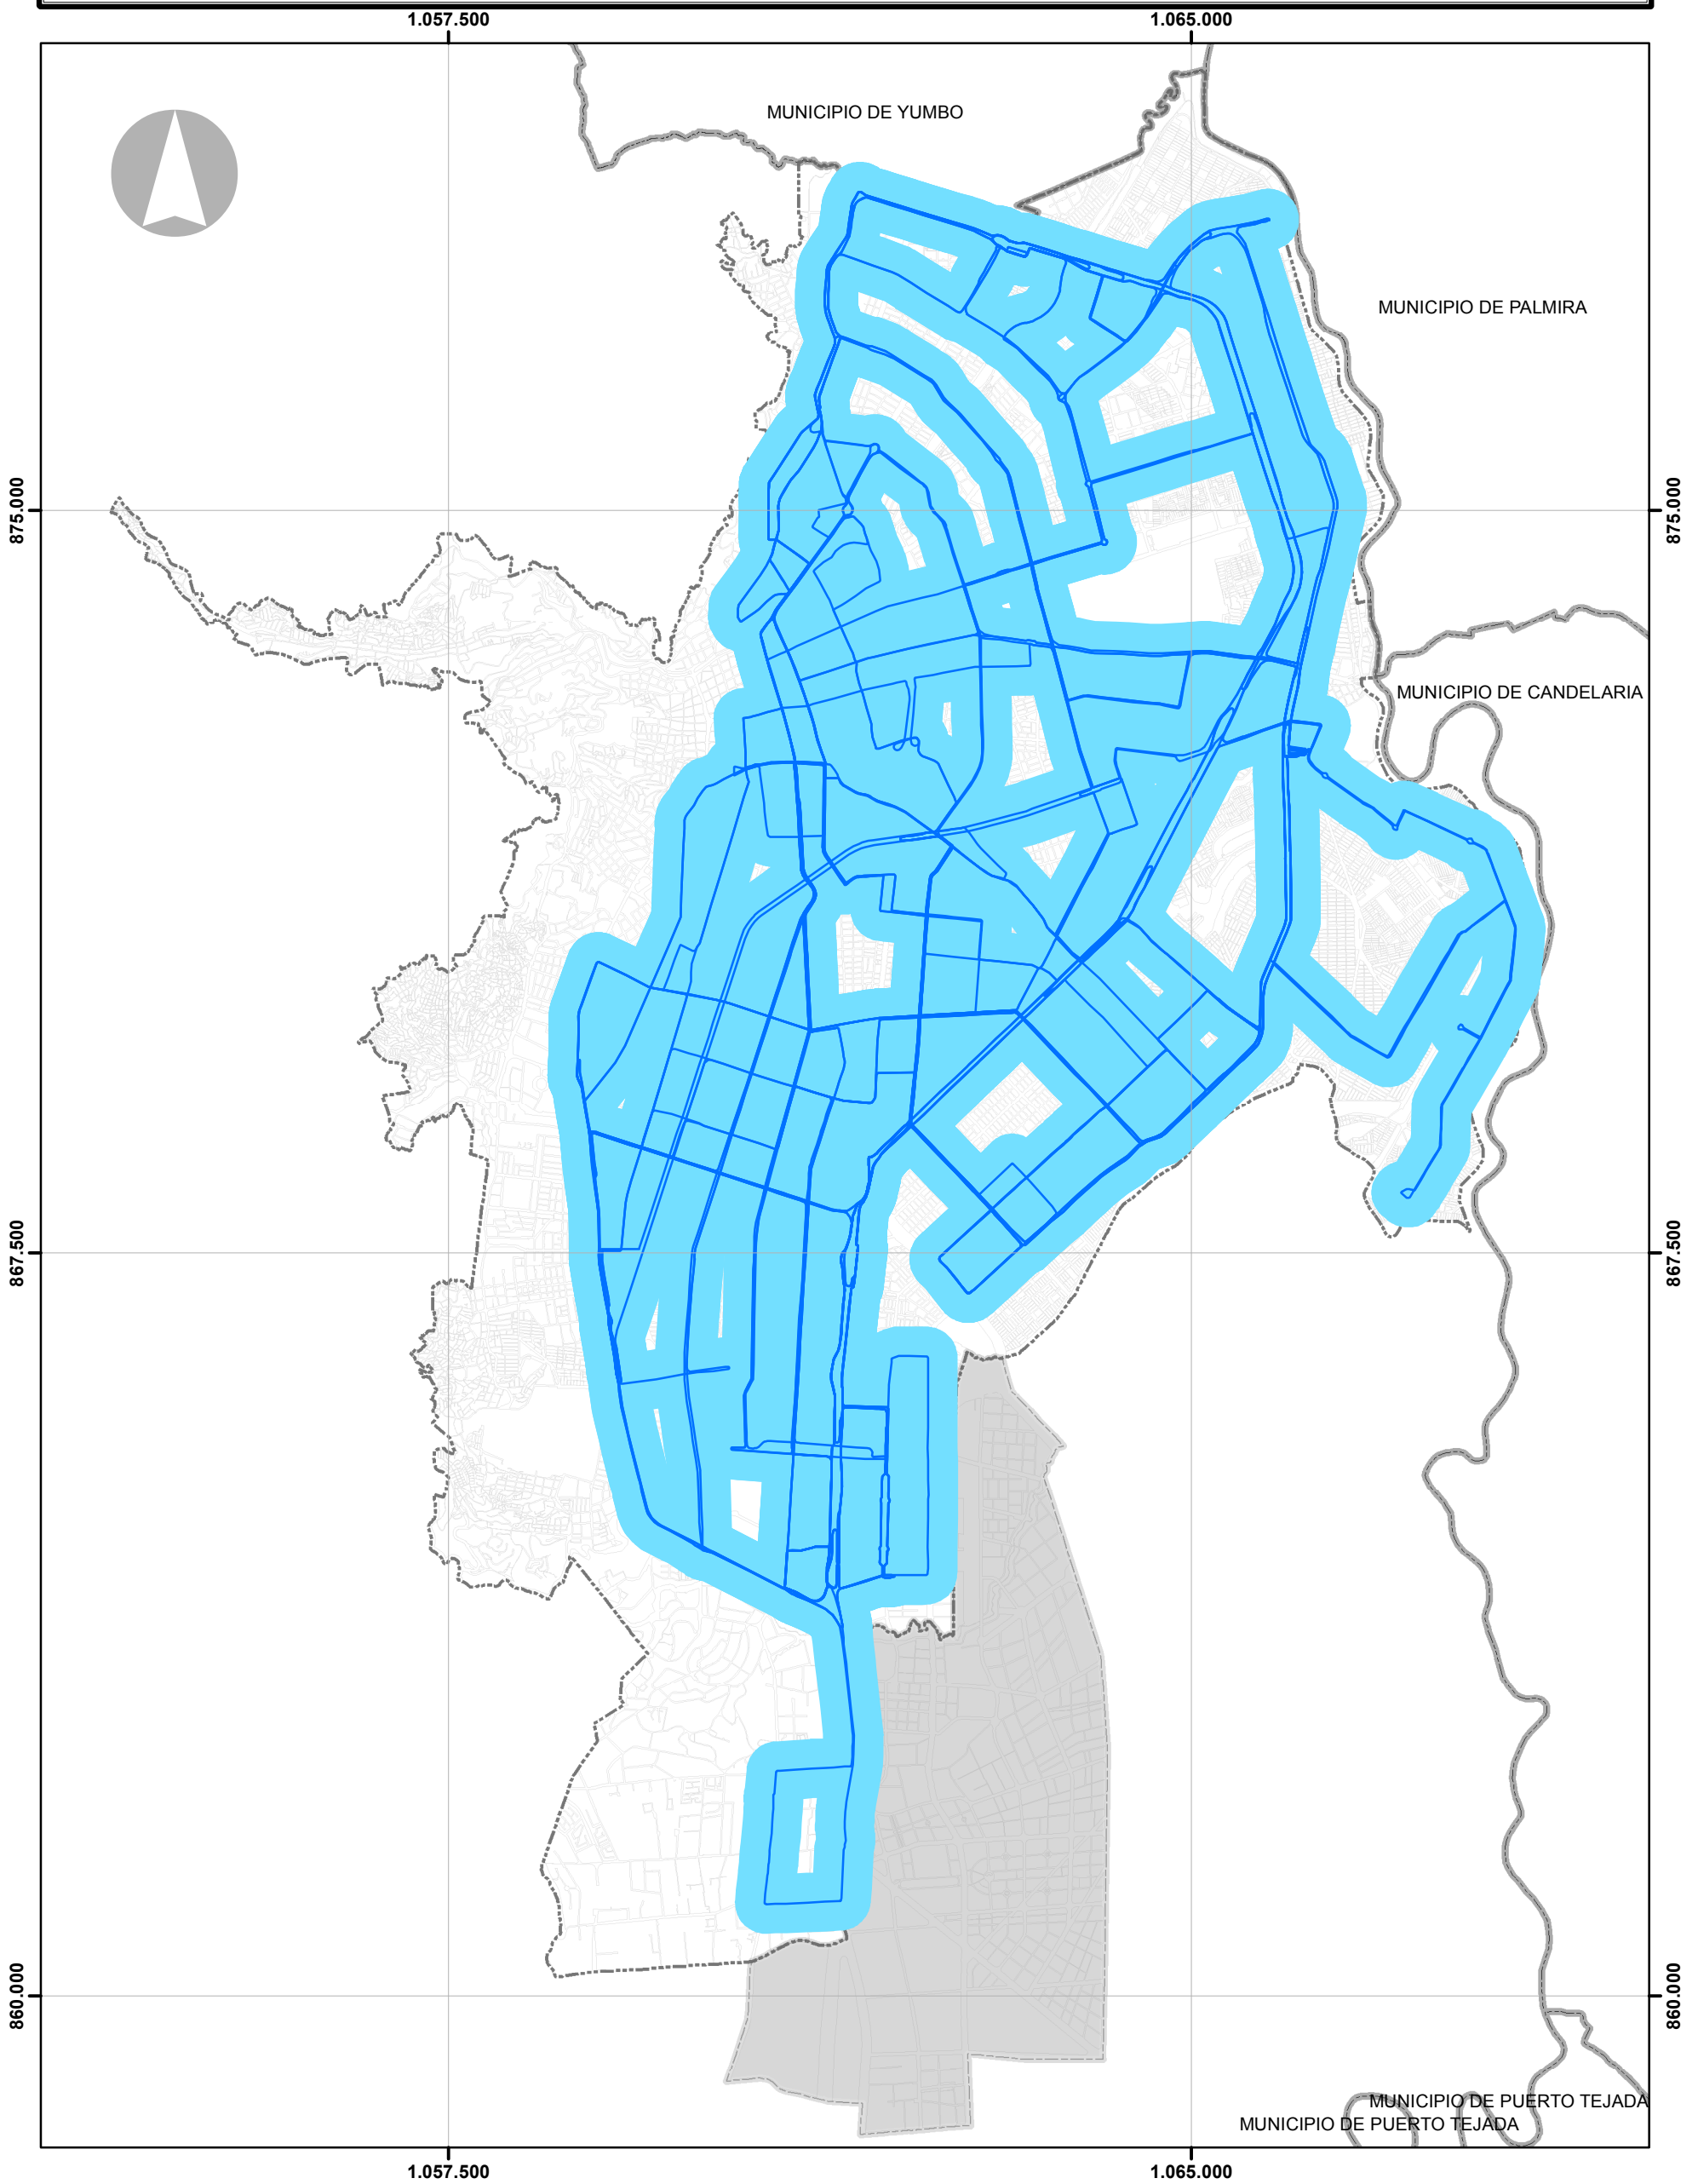 1.057.500
1.065.000
MUNICIPIO DE YUMBO
MUNICIPIO DE PALMIRA
875.000
875.000
MUNICIPIO DE CANDELARIA
867.500
867.500
860.000
860.000
MUNICIPIO DE PUERTO TEJADA
MUNICIPIO DE PUERTO TEJADA
1.057.500
1.065.000